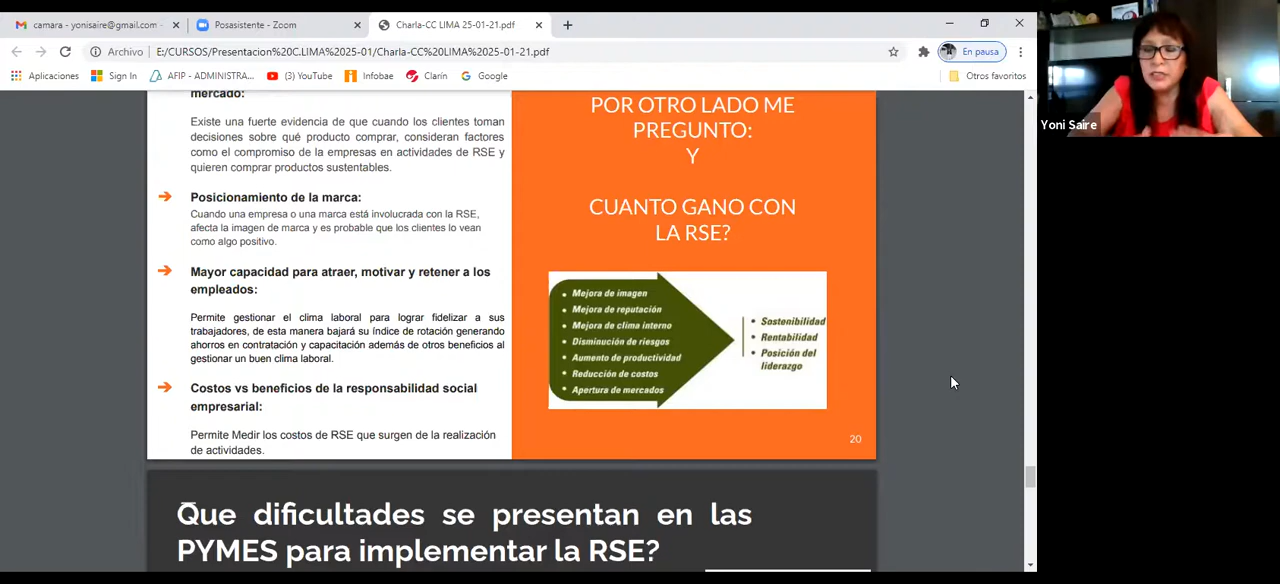 camara - yonisaire@gmail.com -
Posasistente - Zoom
Charla-CC LIMA 25-01-21.pdf
Archivo
E:/CURSOS/Presentacion%20C.LIMA%2025-01/Charla-CC%20LIMA%2025-01-21.pdf
En pausa
Aplicaciones
Sign In
AFIP - ADMINISTRA...
(3) YouTube
Infobae
Clarín
Google
Otros favoritos
Yoni Saire
mercado:
Existe una fuerte evidencia de que cuando los clientes toman
decisiones sobre qué producto comprar, consideran factores
como el compromiso de la empresas en actividades de RSE y
quieren comprar productos sustentables.
Posicionamiento de la marca:
Cuando una empresa o una marca está involucrada con la RSE,
afecta la imagen de marca y es probable que los clientes lo vean
como algo positivo.
Mayor capacidad para atraer, motivar y retener a los
empleados:
Permite gestionar el clima laboral para lograr fidelizar a sus
trabajadores, de esta manera bajará su índice de rotación generando
ahorros en contratación y capacitación además de otros beneficios al
gestionar un buen clima laboral.
Costos vs beneficios de la responsabilidad social
empresarial:
Permite Medir los costos de RSE que surgen de la realización
de actividades.
POR OTRO LADO ME
PREGUNTO:
Y
CUANTO GANO CON
LA RSE?
• Mejora de imagen
• Mejora de reputación
• Mejora de clima interno
• Disminución de riesgos
• Aumento de productividad
• Reducción de costos
• Apertura de mercados
• Sostenibilidad
• Rentabilidad
• Posición del
liderazgo
20
Que dificultades se presentan en las
PYMES para implementar la RSE?